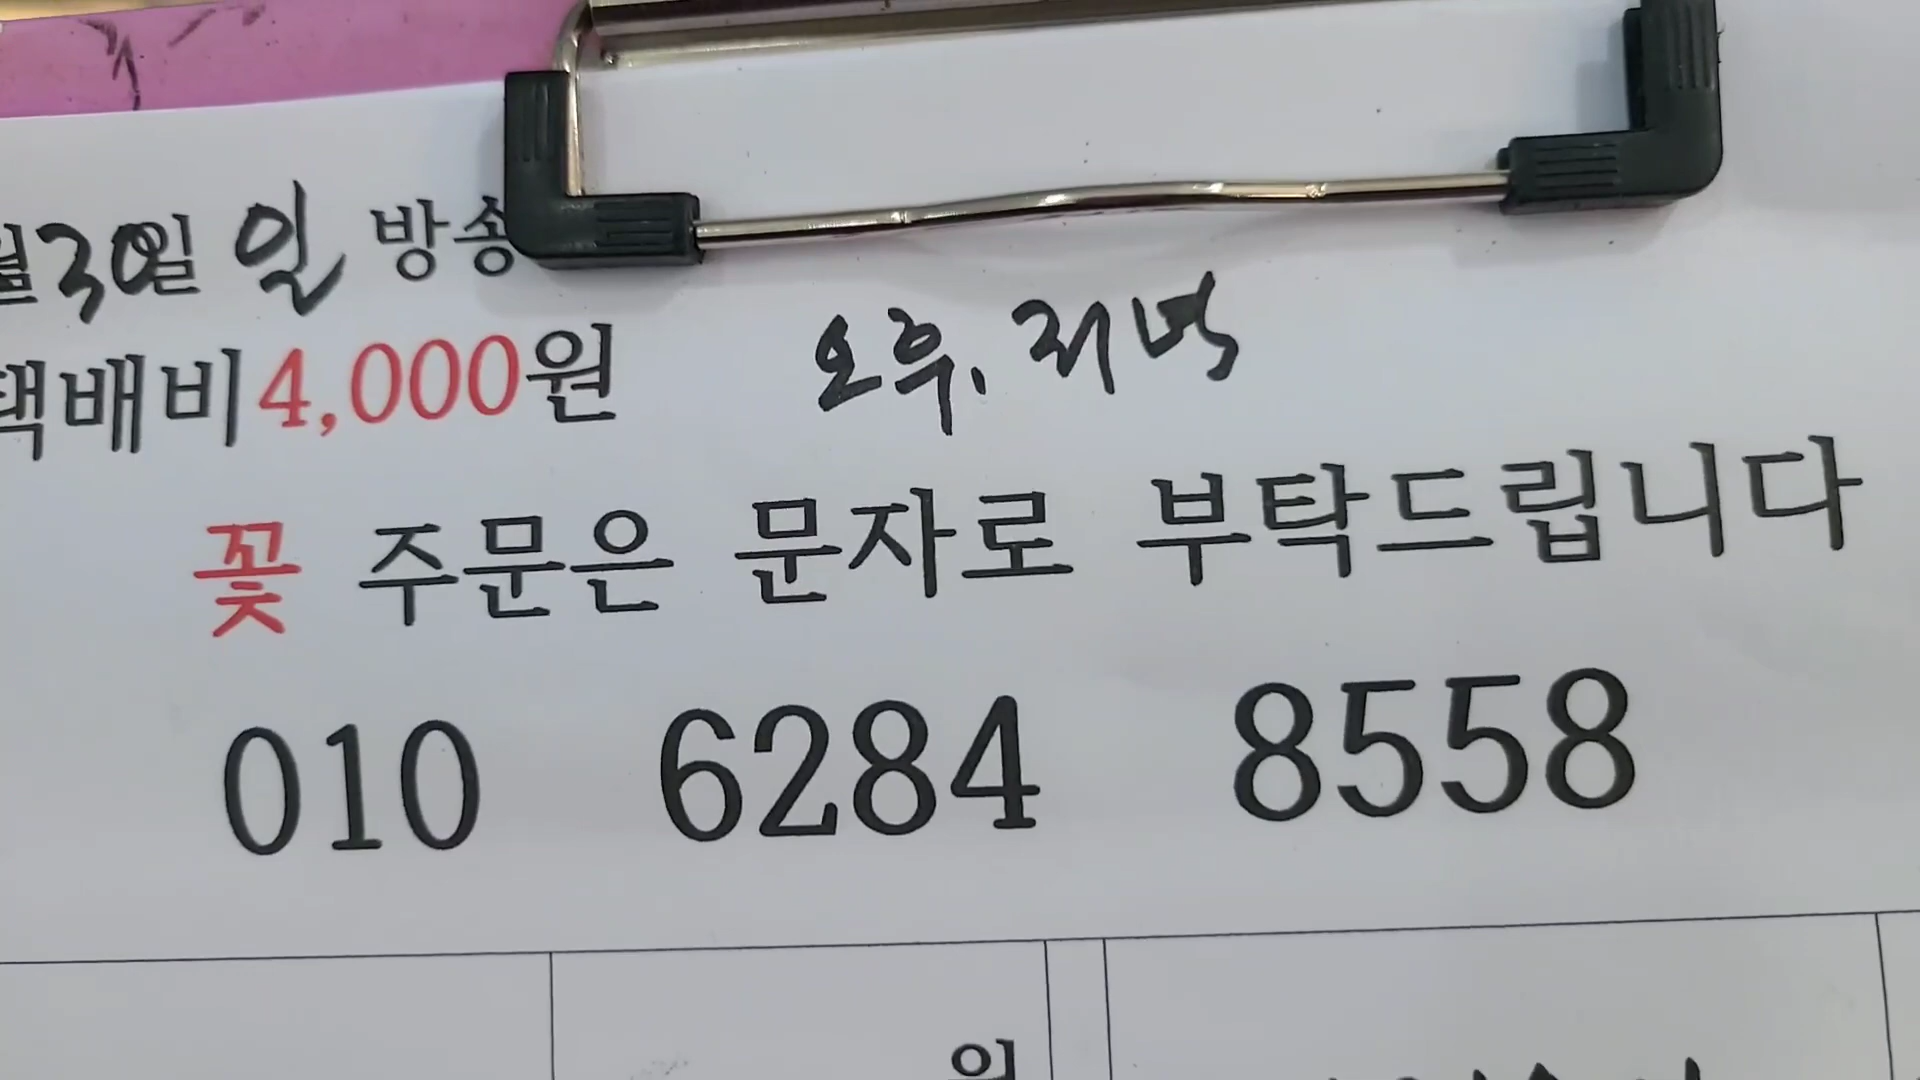 월30일 일 방송
택배비4,000원
오후. 저녁
꽃 주문은 문자로 부탁드립니다
010 6284 8558
원